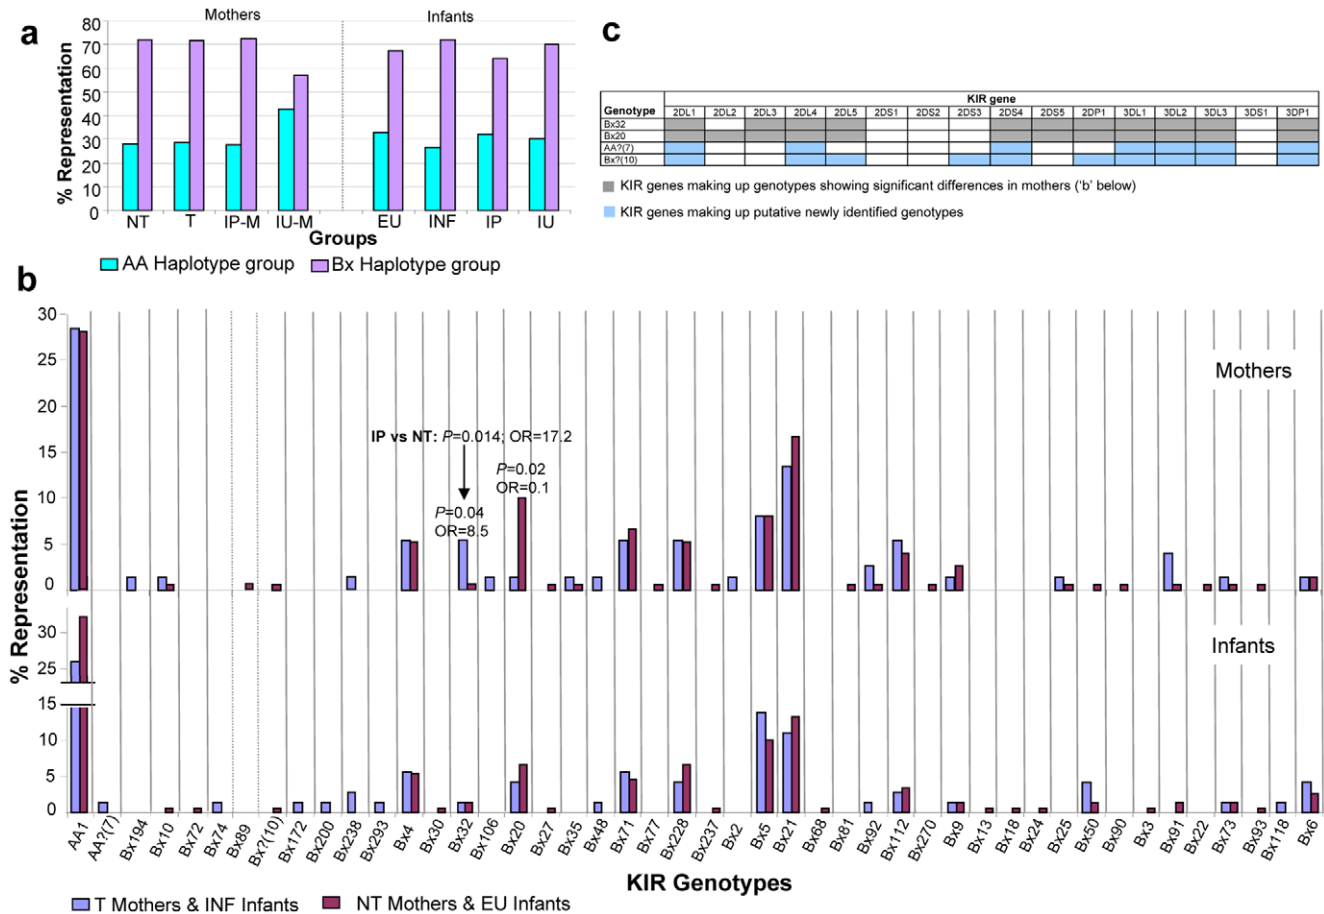 a
Mothers
Infants
% Representation
80
70
60
50
40
30
20
10
0
NT T IP-M IU-M EU INF IP IU
Groups
AA Haplotype group Bx Haplotype group
c
KIR gene
Genotype 2DL1 2DL2 2DL3 2DL4 2DL5 2DS1 2DS2 2DS3 2DS4 2DS5 2DP1 3DL1 3DL2 3DL3 3DS1 3DP1
Bx32
Bx20
AA?(7)
Bx?(10)
KIR genes making up genotypes showing significant differences in mothers ('b' below)
KIR genes making up putative newly identified genotypes
b
% Representation
30
25
20
15
10
5
0
Mothers
IP vs NT: P=0.014; OR=17.2
P=0.02
OR=0.1
P=0.04
OR=8.5
Infants
30
25
15
10
5
0
AA1 AA?(7) Bx194 Bx10 Bx72 Bx74 Bx89 Bx?(10) Bx172 Bx200 Bx238 Bx293 Bx4 Bx30 Bx32 Bx106 Bx20 Bx27 Bx35 Bx48 Bx71 Bx77 Bx228 Bx237 Bx2 Bx5 Bx21 Bx68 Bx81 Bx92 Bx112 Bx270 Bx9 Bx13 Bx18 Bx24 Bx25 Bx50 Bx90 Bx3 Bx91 Bx22 Bx73 Bx93 Bx118 Bx6
KIR Genotypes
T Mothers & INF Infants NT Mothers & EU Infants